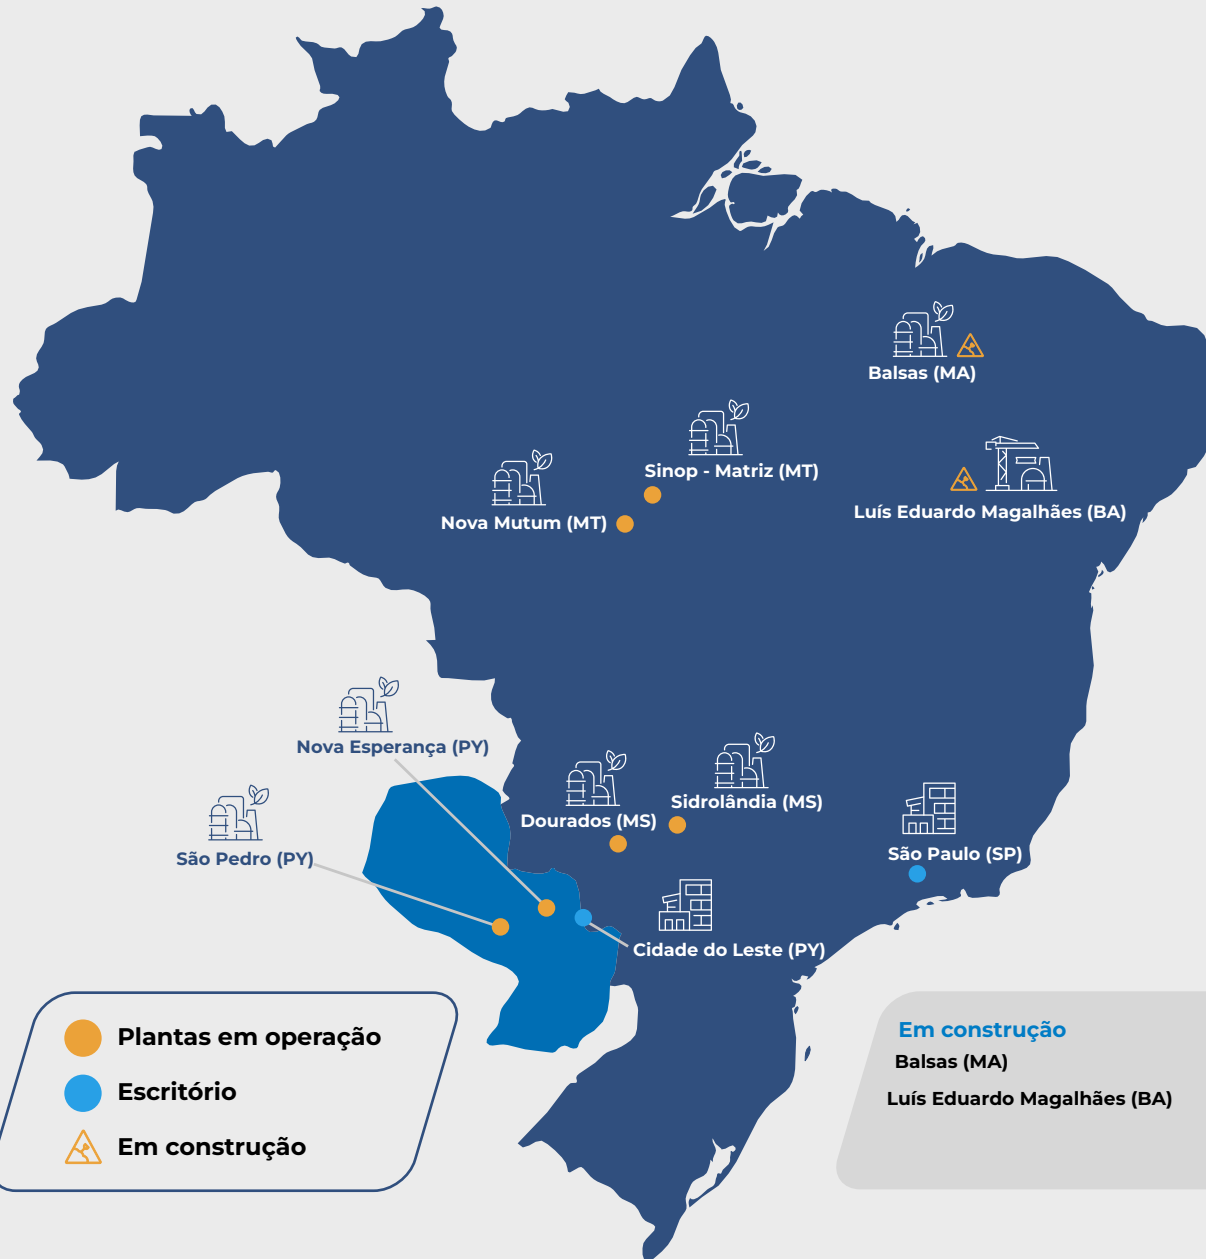 Balsas (MA)
Sinop - Matriz (MT)
Nova Mutum (MT)
Luís Eduardo Magalhães (BA)
Nova Esperança (PY)
Sidrolândia (MS)
Dourados (MS)
São Pedro (PY)
São Paulo (SP)
Cidade do Leste (PY)
Plantas em operação
Escritório
Em construção
Em construção
Balsas (MA)
Luís Eduardo Magalhães (BA)